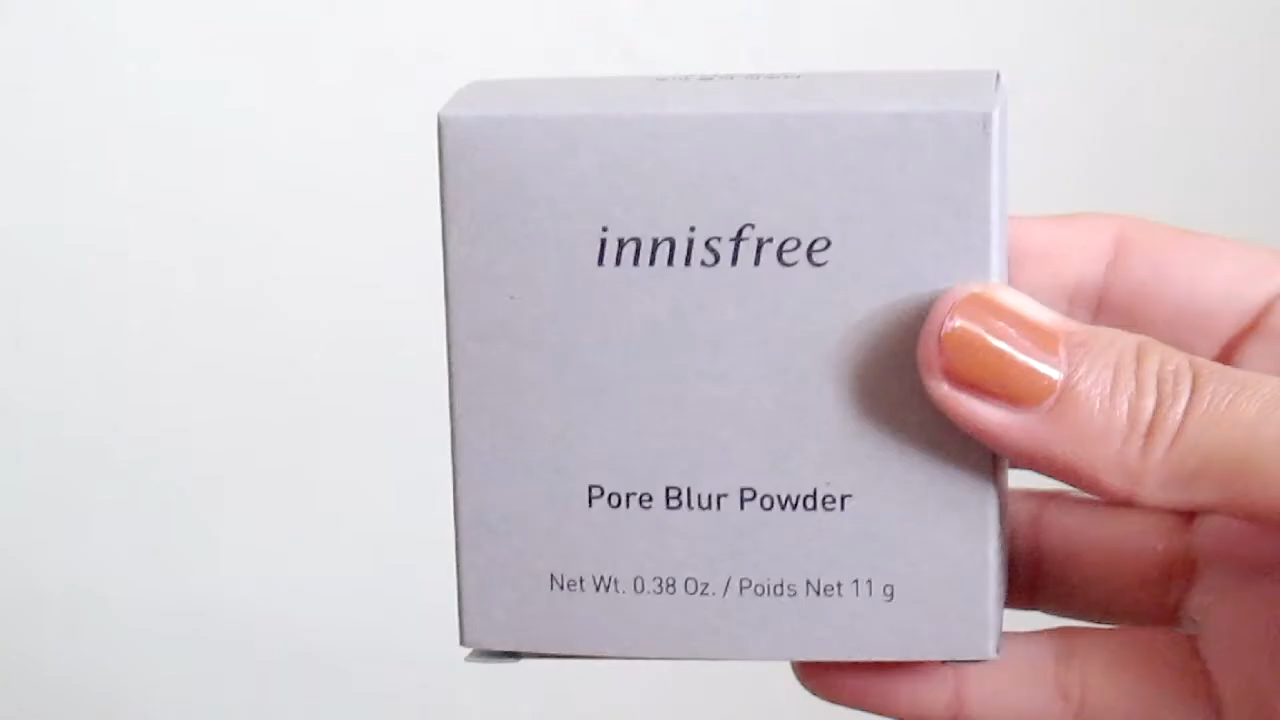 innisfree
Pore Blur Powder
Net Wt. 0.38 Oz. / Poids Net 11 g